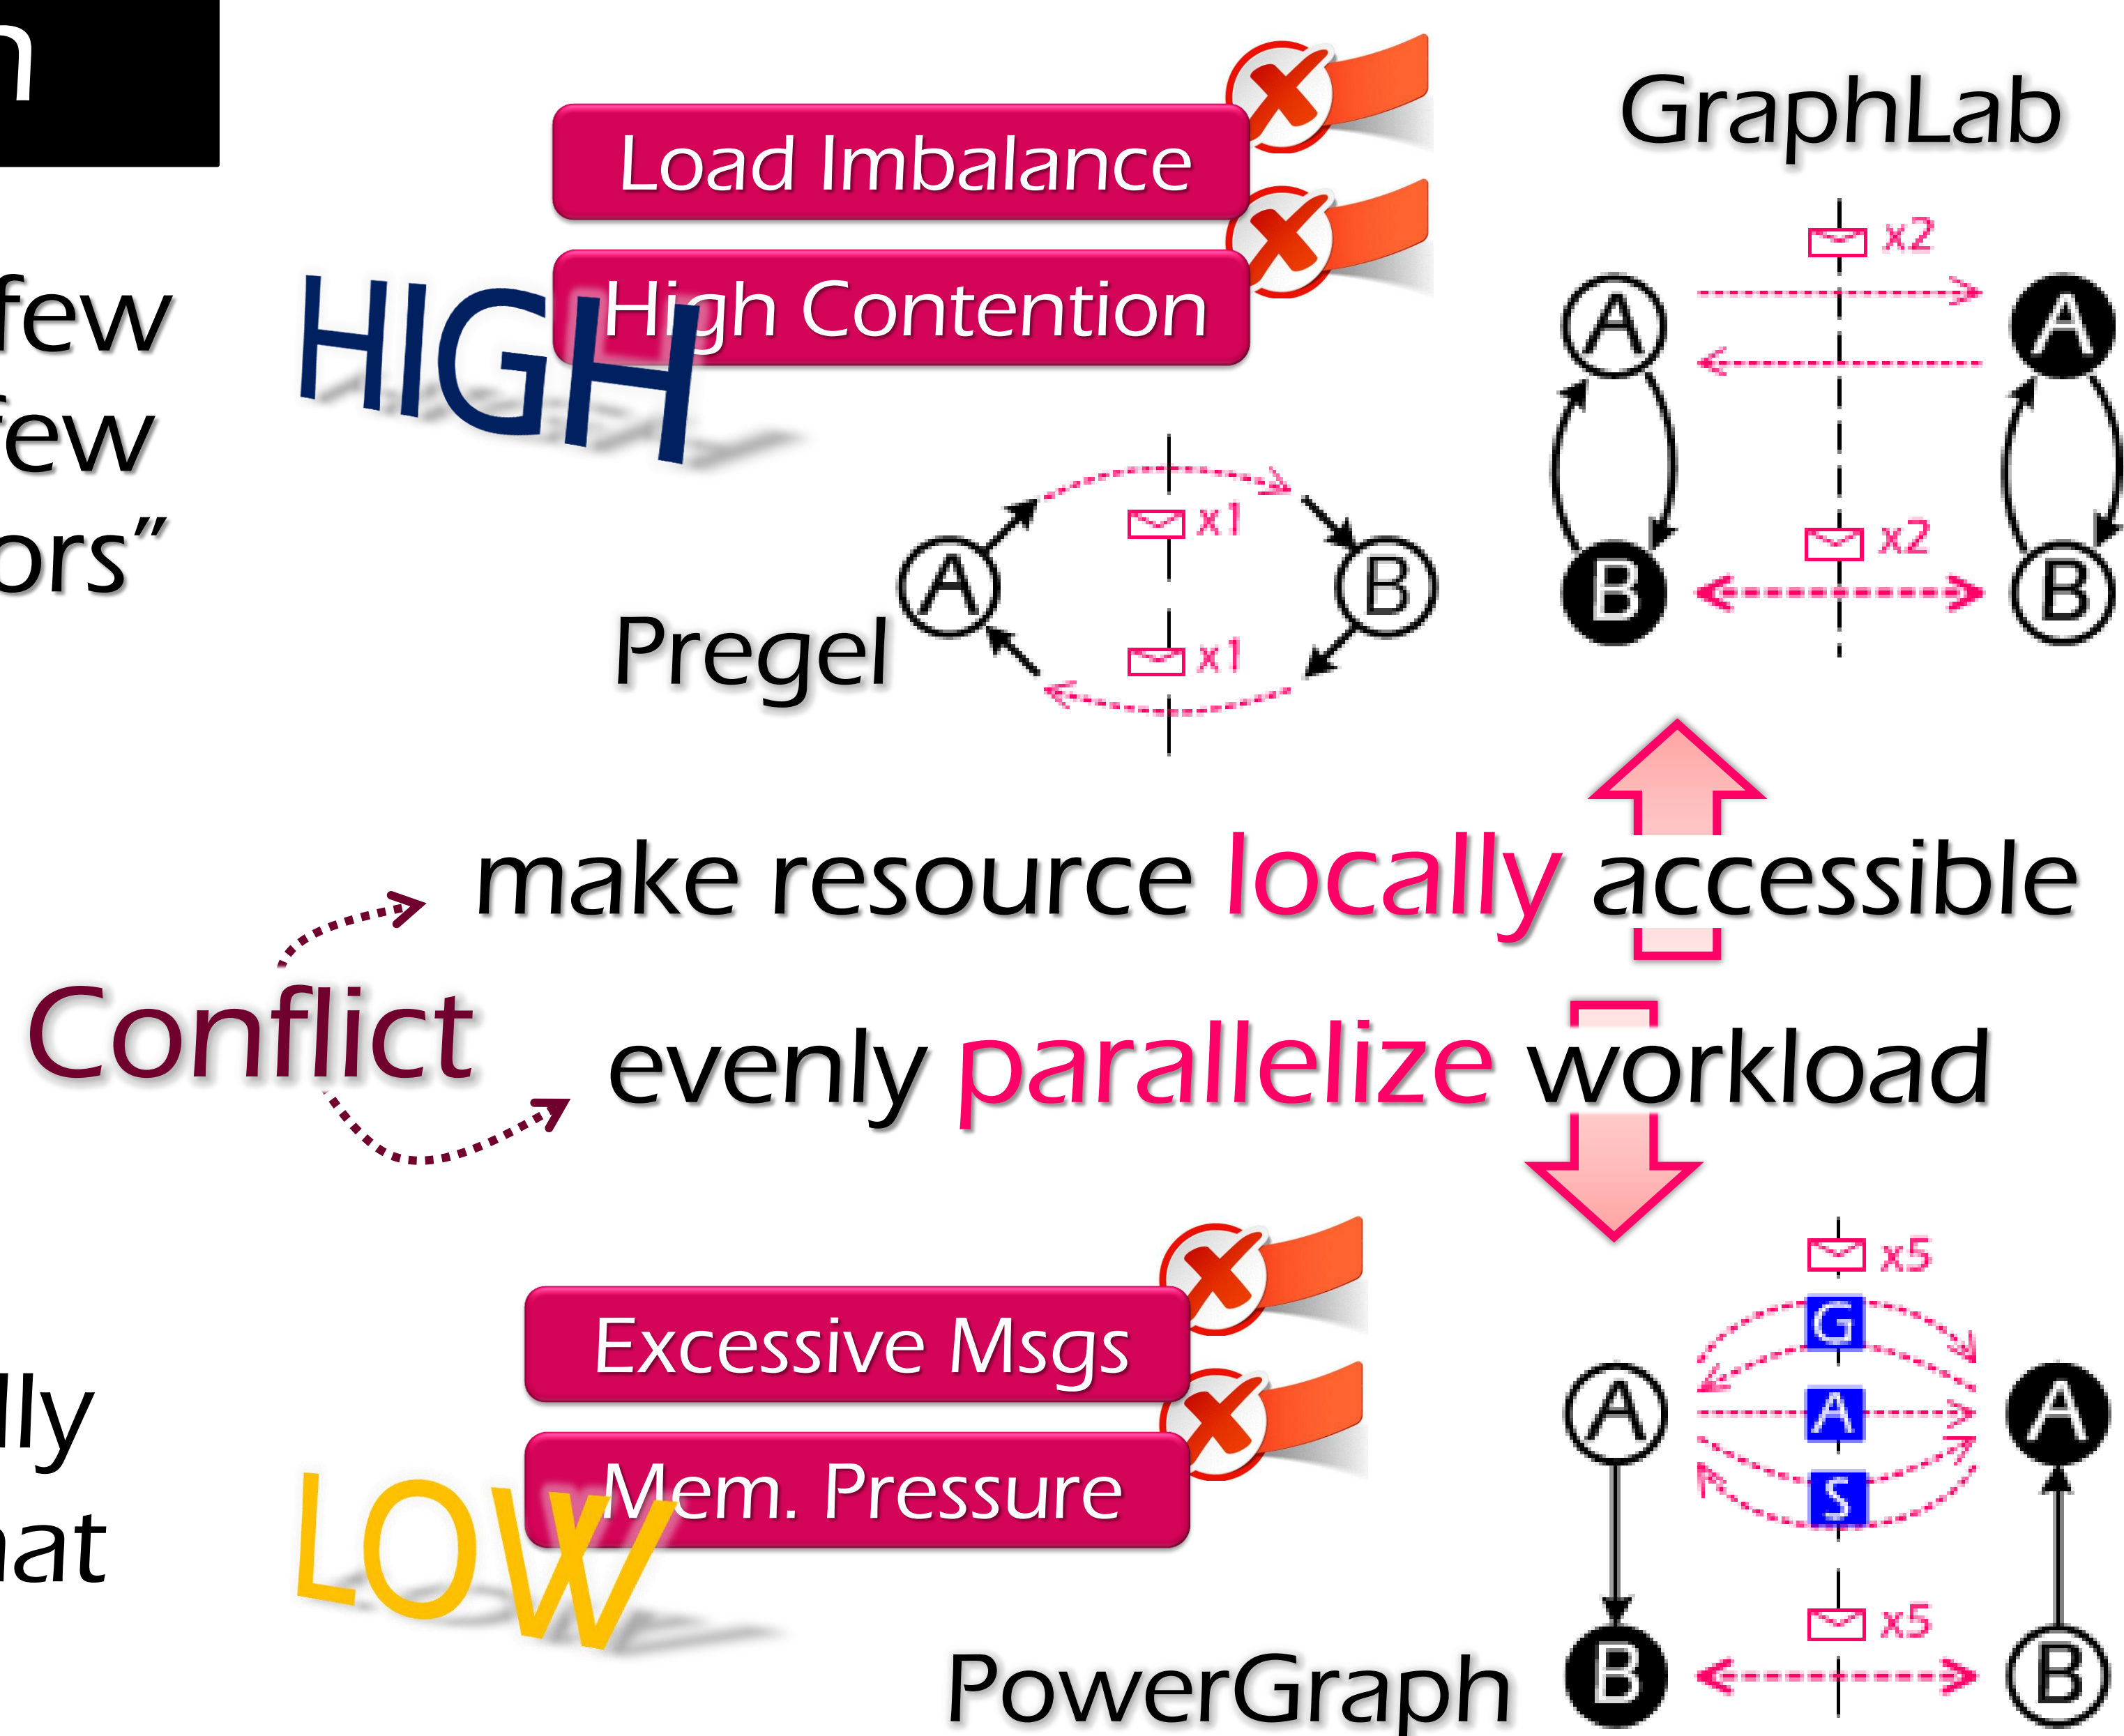 n
Load Imbalance
High Contention
HIGH
few
few
ors”
GraphLab
x2
A
A
x2
B
B
Pregel
A
x1
B
x1
make resource locally accessible
Conflict
evenly parallelize workload
Excessive Msgs
Mem. Pressure
LOW
lly
hat
PowerGraph
x5
G
A
A
A
S
x5
B
B